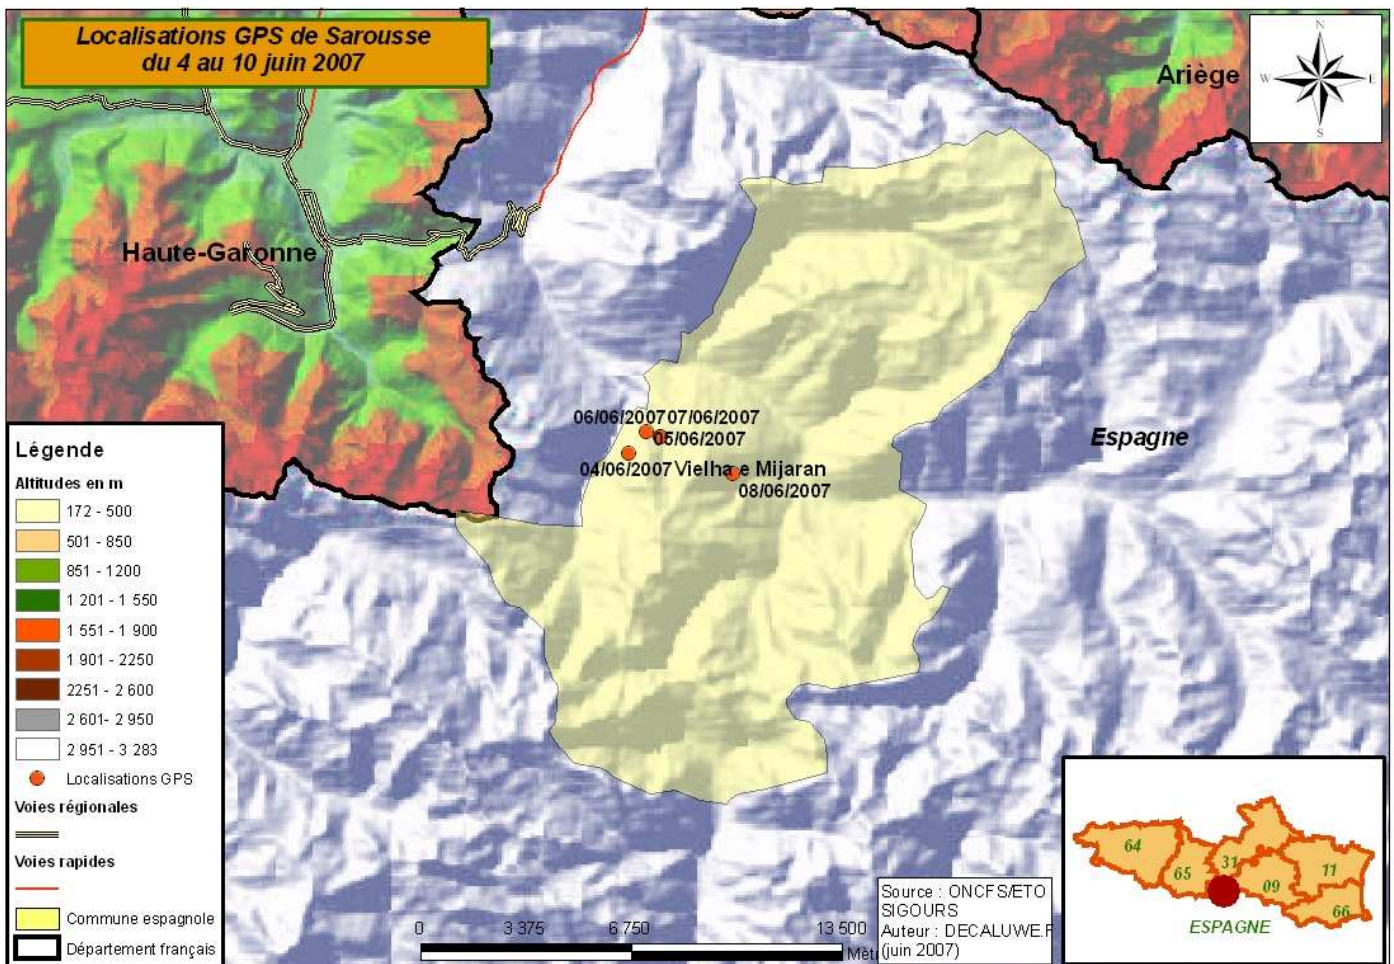 Localisations GPS de Sarousse
du 4 au 10 juin 2007
N
W E
S
Ariège
Haute-Garonne
Espagne
06/06/2007 07/06/2007
05/06/2007
04/06/2007 Vielha e Mijaran
08/06/2007
Légende
Altitudes en m
172 - 500
501 - 850
851 - 1200
1 201 - 1 550
1 551 - 1 900
1 901 - 2250
2251 - 2 600
2 601- 2 950
2 951 - 3 283
Localisations GPS
Voies régionales
Voies rapides
Commune espagnole
Département français
0 3 375 6 750 13 500
Mèt
Source : ONCFS/ETO
SIGOURS
Auteur : DECALUWE.F
(juin 2007)
64
65
31
09
11
66
ESPAGNE